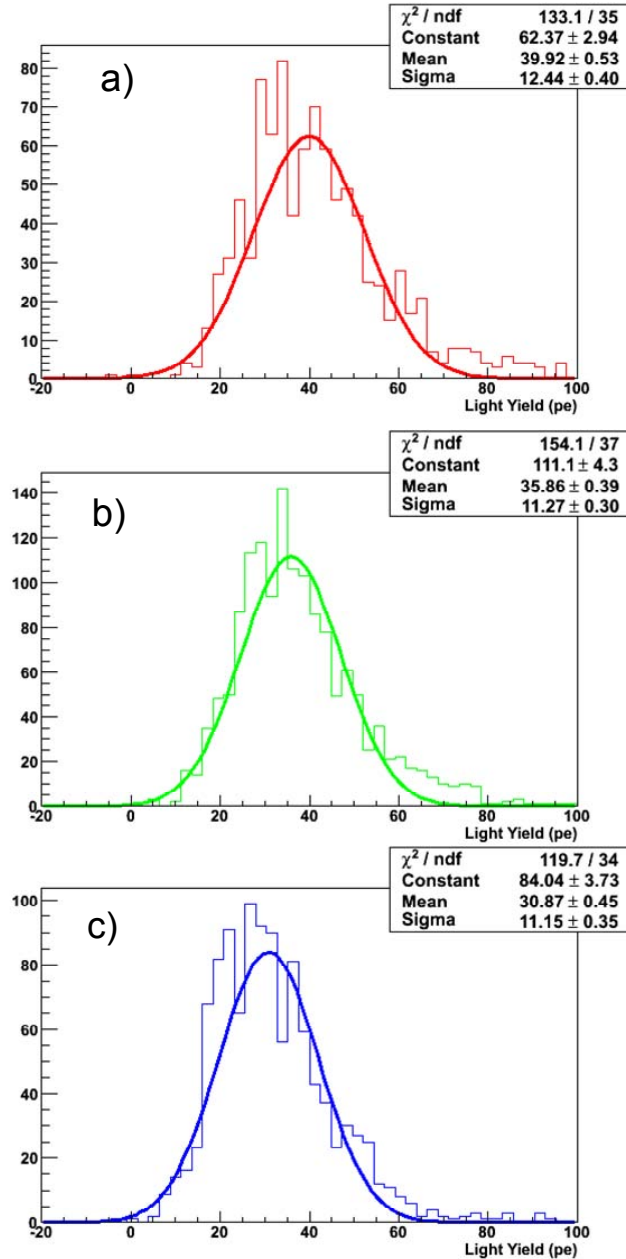 χ² / ndf 133.1 / 35
Constant 62.37 ± 2.94
Mean 39.92 ± 0.53
Sigma 12.44 ± 0.40
a)
80
70
60
50
40
30
20
10
0
-20 0 20 40 60 80 100
Light Yield (pe)
χ² / ndf 154.1 / 37
Constant 111.1 ± 4.3
Mean 35.86 ± 0.39
Sigma 11.27 ± 0.30
b)
140
120
100
80
60
40
20
0
-20 0 20 40 60 80 100
Light Yield (pe)
χ² / ndf 119.7 / 34
Constant 84.04 ± 3.73
Mean 30.87 ± 0.45
Sigma 11.15 ± 0.35
c)
100
80
60
40
20
0
-20 0 20 40 60 80 100
Light Yield (pe)